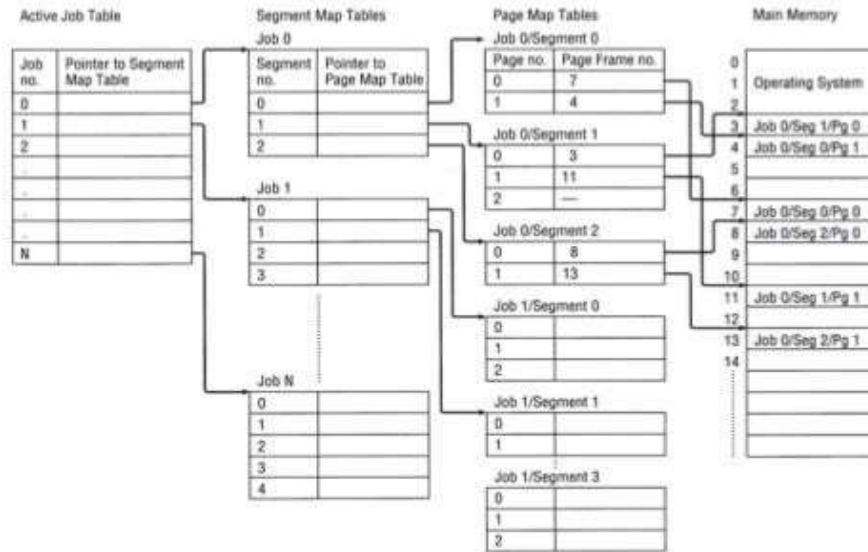 Active Job Table
Job no. Pointer to Segment Map Table
0
1
2
.
.
.
.
N
Segment Map Tables
Job 0
Segment no. Pointer to Page Map Table
0
1
2
Job 1
0
1
2
3
Job N
0
1
2
3
4
Page Map Tables
Job 0/Segment 0
Page no. Page Frame no.
0 7
1 4
Job 0/Segment 1
0 3
1 11
2 —
Job 0/Segment 2
0 8
1 13
Job 1/Segment 0
0
1
2
Job 1/Segment 1
0
1
Job 1/Segment 3
0
1
2
Main Memory
0
1 Operating System
2
3 Job 0/Seg 1/Pg 0
4 Job 0/Seg 0/Pg 1
5
6
7 Job 0/Seg 0/Pg 0
8 Job 0/Seg 2/Pg 0
9
10
11 Job 0/Seg 1/Pg 1
12
13 Job 0/Seg 2/Pg 1
14